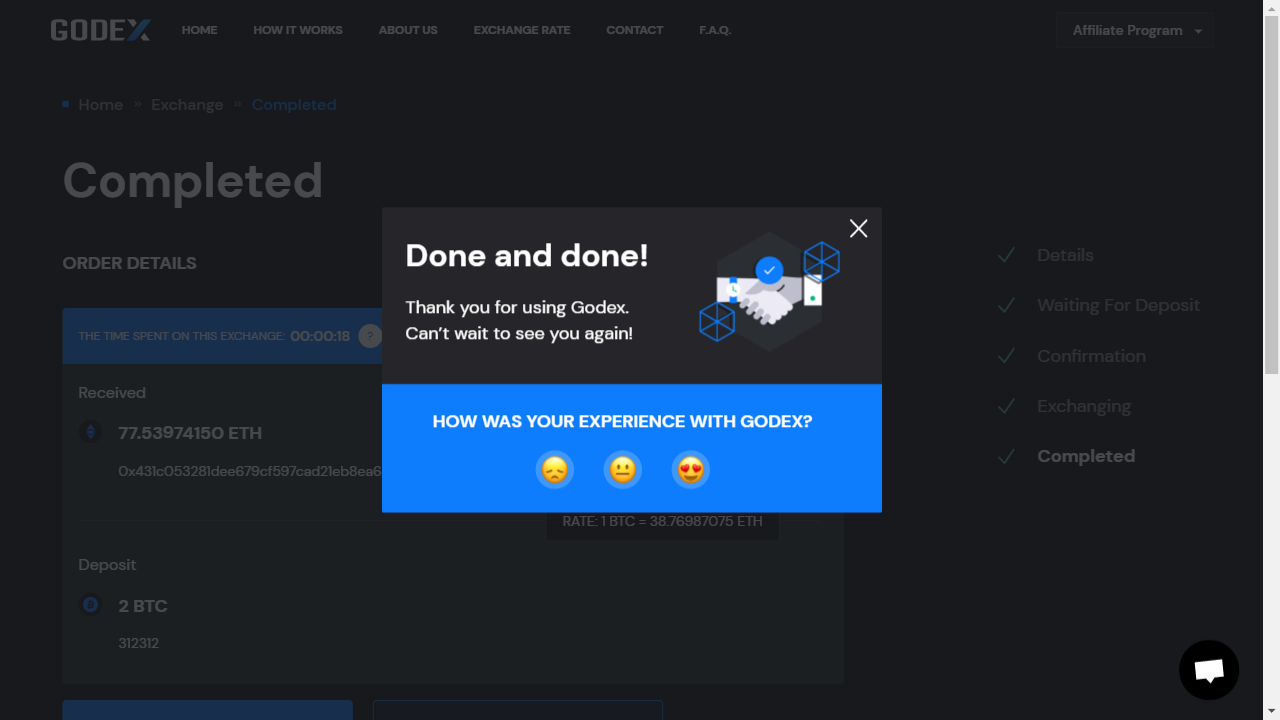 GODEX
HOME
HOW IT WORKS
ABOUT US
EXCHANGE RATE
CONTACT
F.A.Q.
Affiliate Program
Home » Exchange » Completed
Completed
ORDER DETAILS
THE TIME SPENT ON THIS EXCHANGE: 00:00:18 ?
Received
77.53974150 ETH
0x431c053281dee679cf597cad21eb8ea6
RATE: 1 BTC = 38.76987075 ETH
Deposit
2 BTC
312312
Done and done!
Thank you for using Godex.
Can't wait to see you again!
HOW WAS YOUR EXPERIENCE WITH GODEX?
Details
Waiting For Deposit
Confirmation
Exchanging
Completed